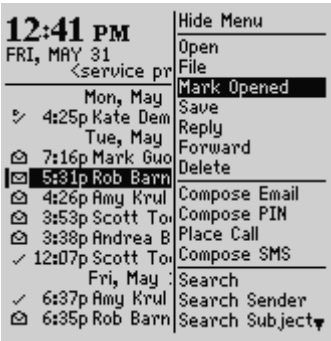 12:41 PM
FRI, MAY 31
<service pr
Mon, May
4:25p Kate Dem
Tue, May
7:16p Mark Guo
5:31p Rob Barn
4:26p Amy Krul
3:53p Scott To
3:38p Andrea B
12:07p Scott To
Fri, May
6:37p Amy Krul
6:35p Rob Barn
Hide Menu
Open
File
Mark Opened
Save
Reply
Forward
Delete
Compose Email
Compose PIN
Place Call
Compose SMS
Search
Search Sender
Search Subject